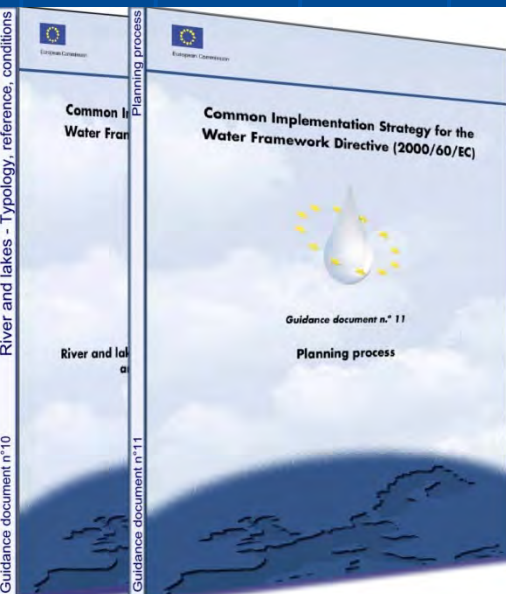 River and lakes - Typology, reference, conditions
Guidance document n°10
European Commission
Common I
Water Fran
River and lak
a
Planning process
Guidance document n°11
European Commission
Common Implementation Strategy for the
Water Framework Directive (2000/60/EC)
Guidance document n.° 11
Planning process